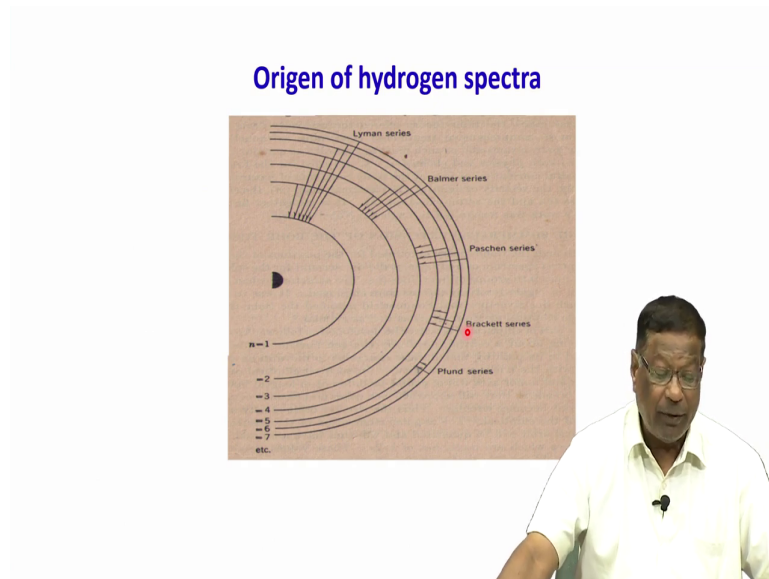 Origen of hydrogen spectra
Lyman series
Balmer series
Paschen series
Brackett series
Pfund series
n=1
=2
=3
=4
=5
=6
=7
etc.